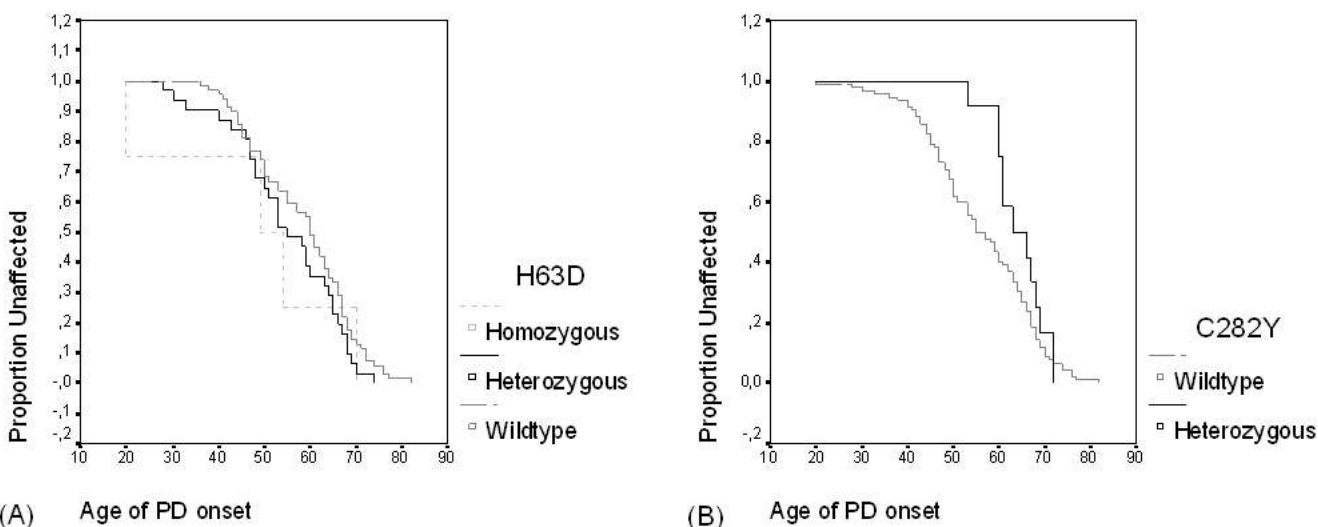 1,2
1,1
1,0
,9
,8
,7
,6
,5
,4
,3
,2
,1
-,0
-,1
-,2
Proportion Unaffected
10 20 30 40 50 60 70 80 90
H63D
Homozygous
Heterozygous
Wildtype
(A) Age of PD onset
1,2
1,0
,8
,6
,4
,2
0,0
-,2
Proportion Unaffected
10 20 30 40 50 60 70 80 90
C282Y
Wildtype
Heterozygous
(B) Age of PD onset